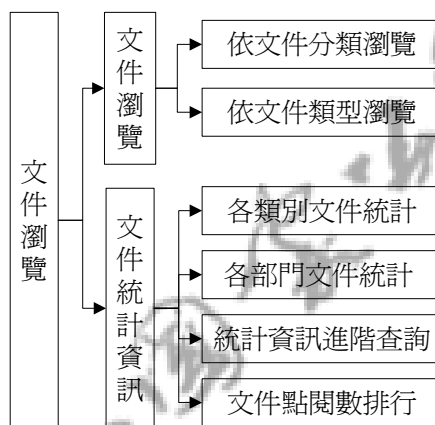 文件瀏覽
文件瀏覽
依文件分類瀏覽
依文件類型瀏覽
文件統計資訊
各類別文件統計
各部門文件統計
統計資訊進階查詢
文件點閱數排行